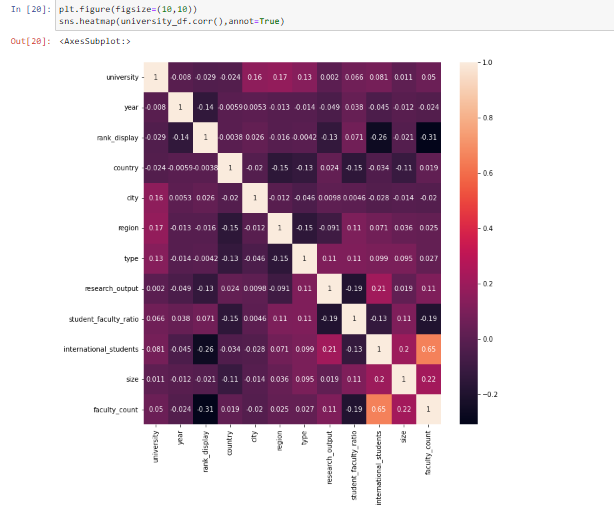 In [20]: plt.figure(figsize=(10,10))
sns.heatmap(university_df.corr(),annot=True)
Out[20]: <AxesSubplot:>
university 1 -0.008 -0.029 -0.024 0.16 0.17 0.13 0.002 0.066 0.081 0.011 0.05
year -0.008 1 -0.14 -0.0059 0.0053 -0.013 -0.014 -0.049 0.038 -0.045 -0.012 -0.024
rank_display -0.029 -0.14 1 -0.0038 0.026 -0.016 -0.0042 -0.13 0.071 -0.26 -0.021 -0.31
country -0.024 -0.0059 -0.0038 1 -0.02 -0.15 -0.13 0.024 -0.15 -0.034 -0.11 0.019
city 0.16 0.0053 0.026 -0.02 1 -0.012 -0.046 0.0098 0.0046 -0.028 -0.014 -0.02
region 0.17 -0.013 -0.016 -0.15 -0.012 1 -0.15 -0.091 0.11 0.071 0.036 0.025
type 0.13 -0.014 -0.0042 -0.13 -0.046 -0.15 1 0.11 0.11 0.099 0.095 0.027
research_output 0.002 -0.049 -0.13 0.024 0.0098 -0.091 0.11 1 -0.19 0.21 0.019 0.11
student_faculty_ratio 0.066 0.038 0.071 -0.15 0.0046 0.11 0.11 -0.19 1 -0.13 0.11 -0.19
international_students 0.081 -0.045 -0.26 -0.034 -0.028 0.071 0.099 0.21 -0.13 1 0.2 0.65
size 0.011 -0.012 -0.021 -0.11 -0.014 0.036 0.095 0.019 0.11 0.2 1 0.22
faculty_count 0.05 -0.024 -0.31 0.019 -0.02 0.025 0.027 0.11 -0.19 0.65 0.22 1
university year rank_display country city region type research_output student_faculty_ratio international_students size faculty_count
1.0
0.8
0.6
0.4
0.2
0.0
−0.2